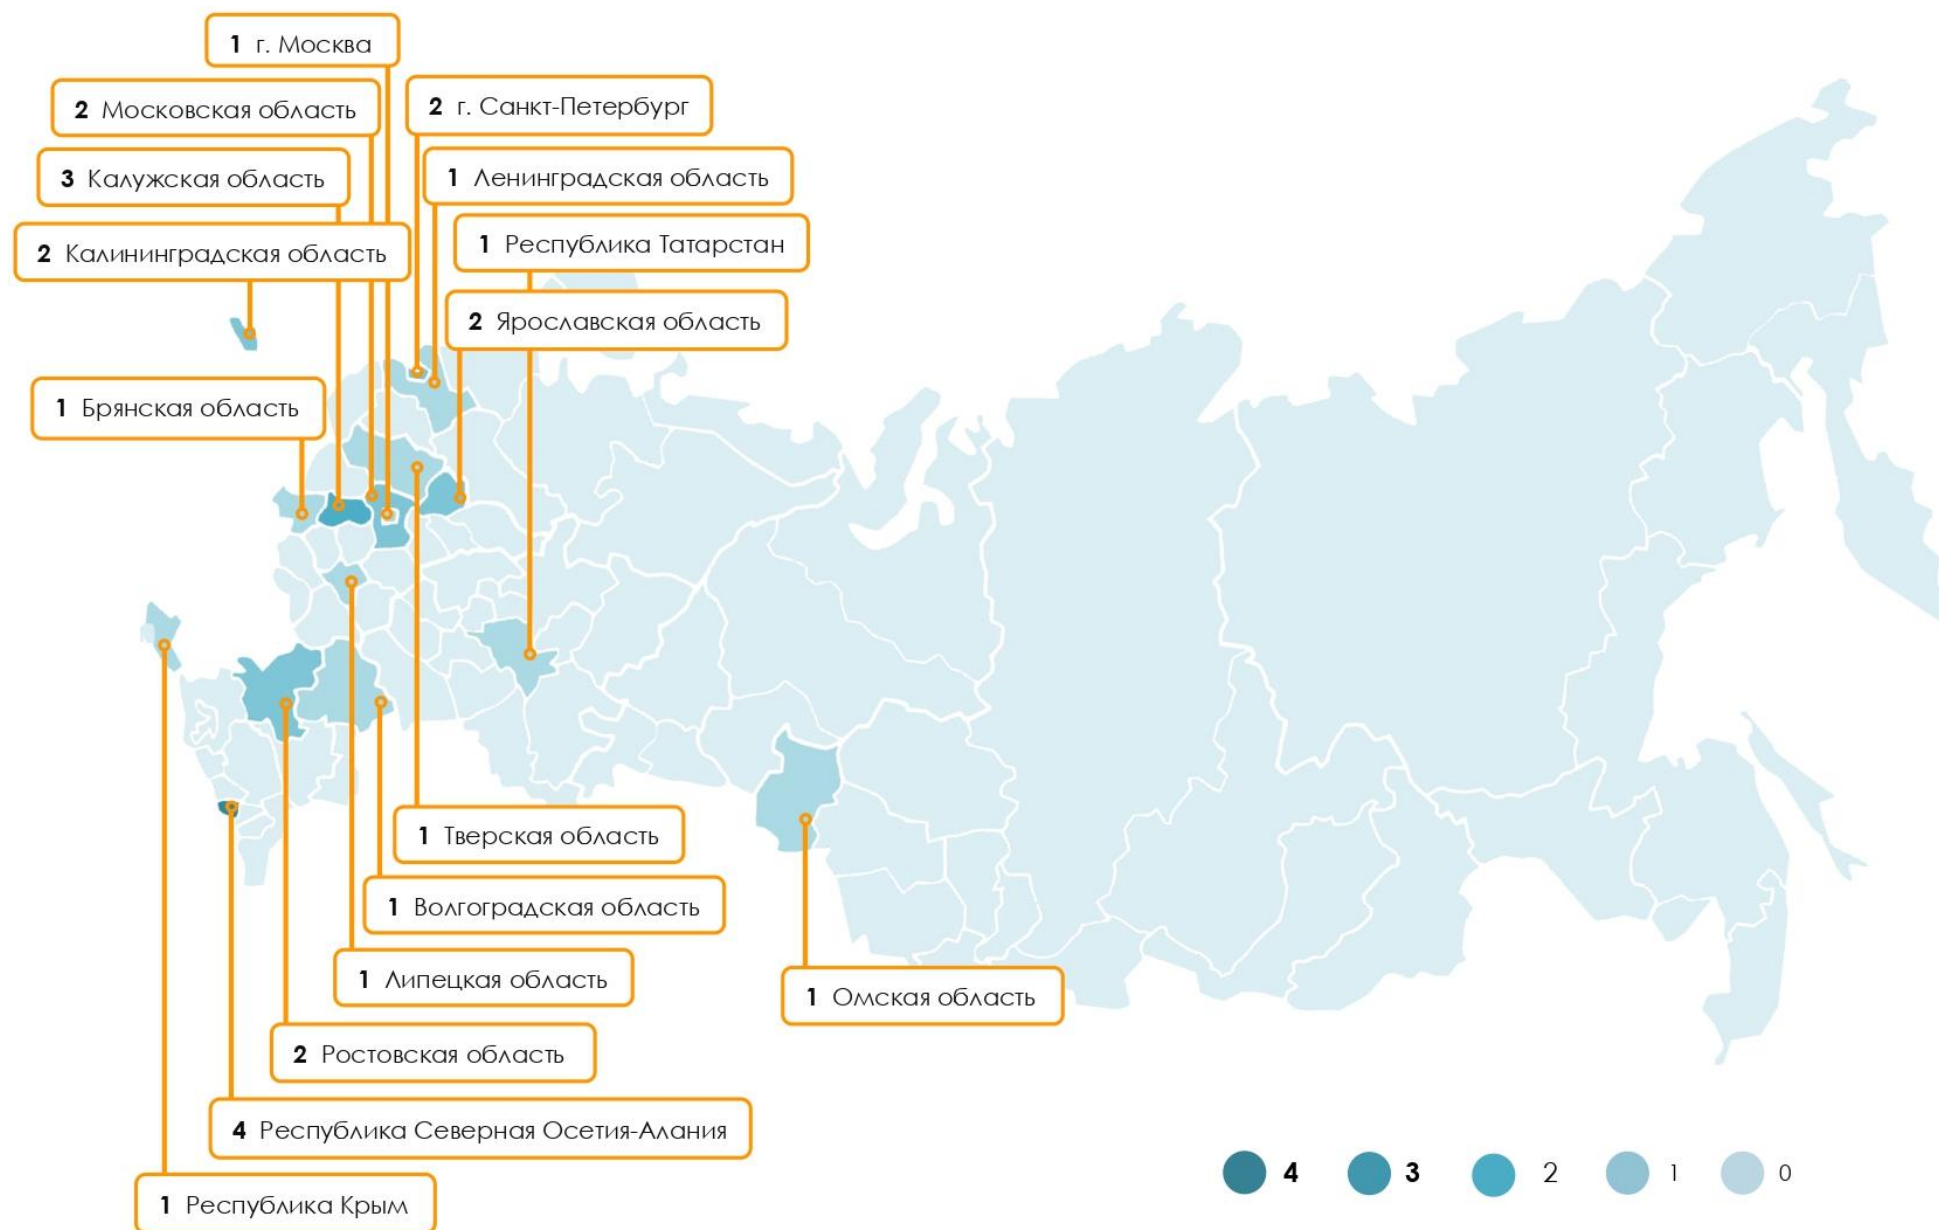 1 г. Москва
2 Московская область
2 г. Санкт-Петербург
3 Калужская область
1 Ленинградская область
2 Калининградская область
1 Республика Татарстан
2 Ярославская область
1 Брянская область
1 Тверская область
1 Волгоградская область
1 Липецкая область
1 Омская область
2 Ростовская область
4 Республика Северная Осетия-Алания
1 Республика Крым
4 3 2 1 0